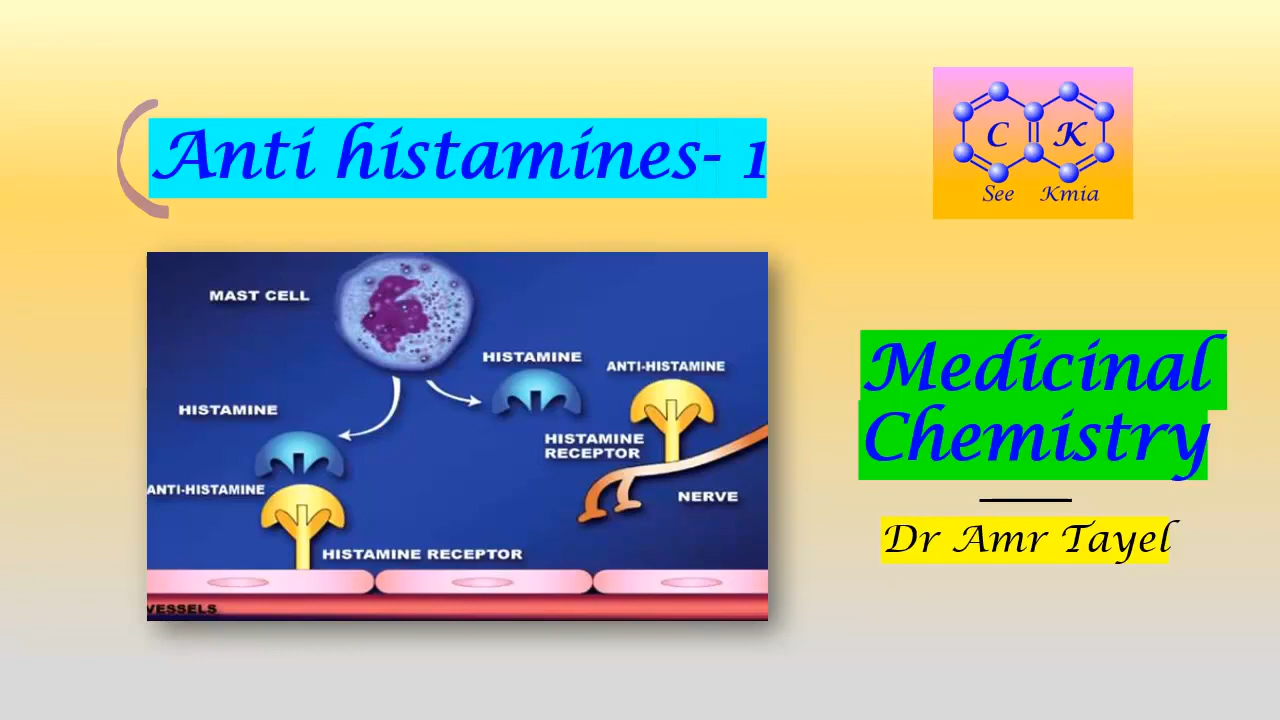 Anti histamines- 1
C K
See Kmia
MAST CELL
HISTAMINE
ANTI-HISTAMINE
HISTAMINE
HISTAMINE
RECEPTOR
ANTI-HISTAMINE
NERVE
HISTAMINE RECEPTOR
VESSELS
Medicinal
Chemistry
Dr Amr Tayel